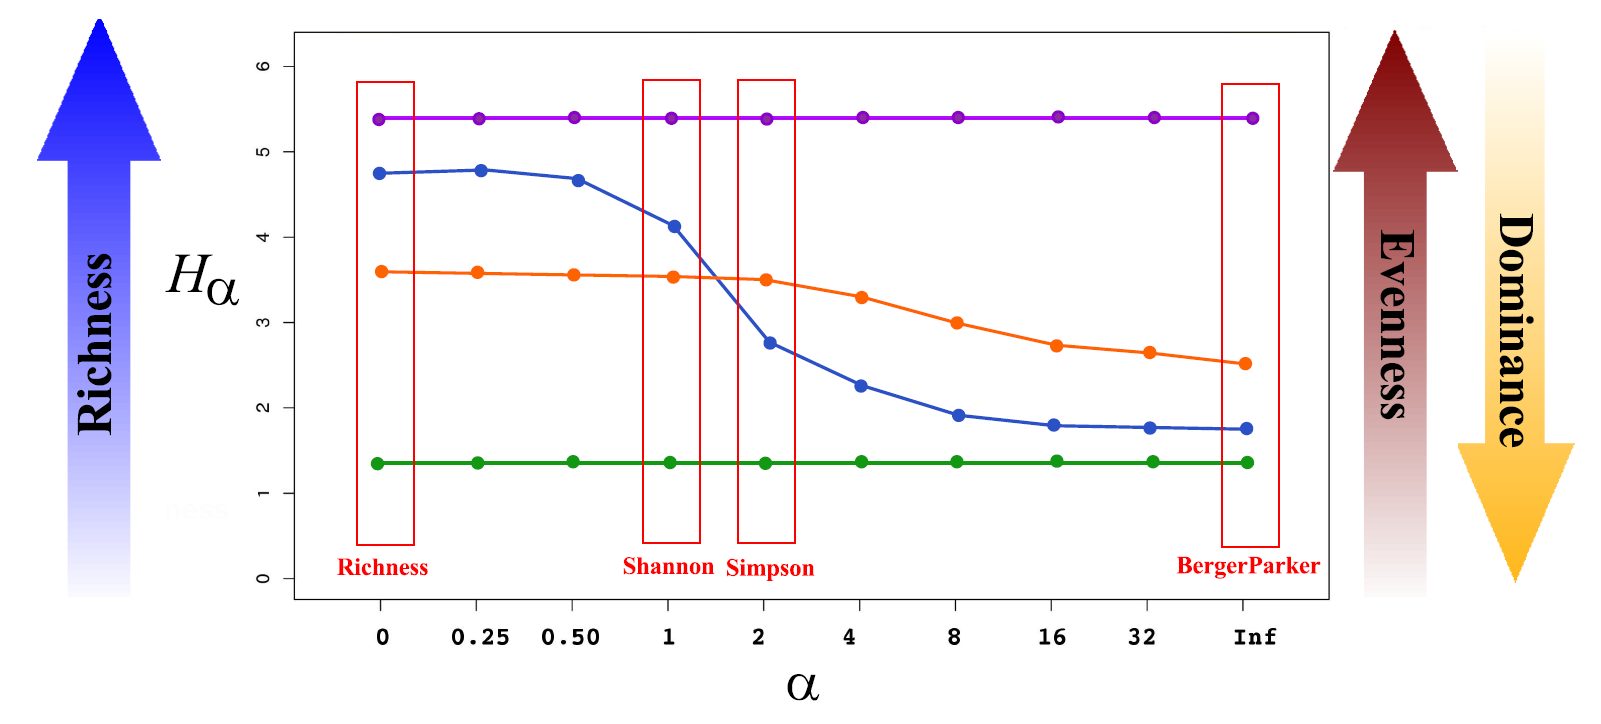 Richness
Hα
6
5
4
3
2
1
0
Richness
Shannon
Simpson
BergerParker
0 0.25 0.50 1 2 4 8 16 32 Inf
α
Evenness
Dominance